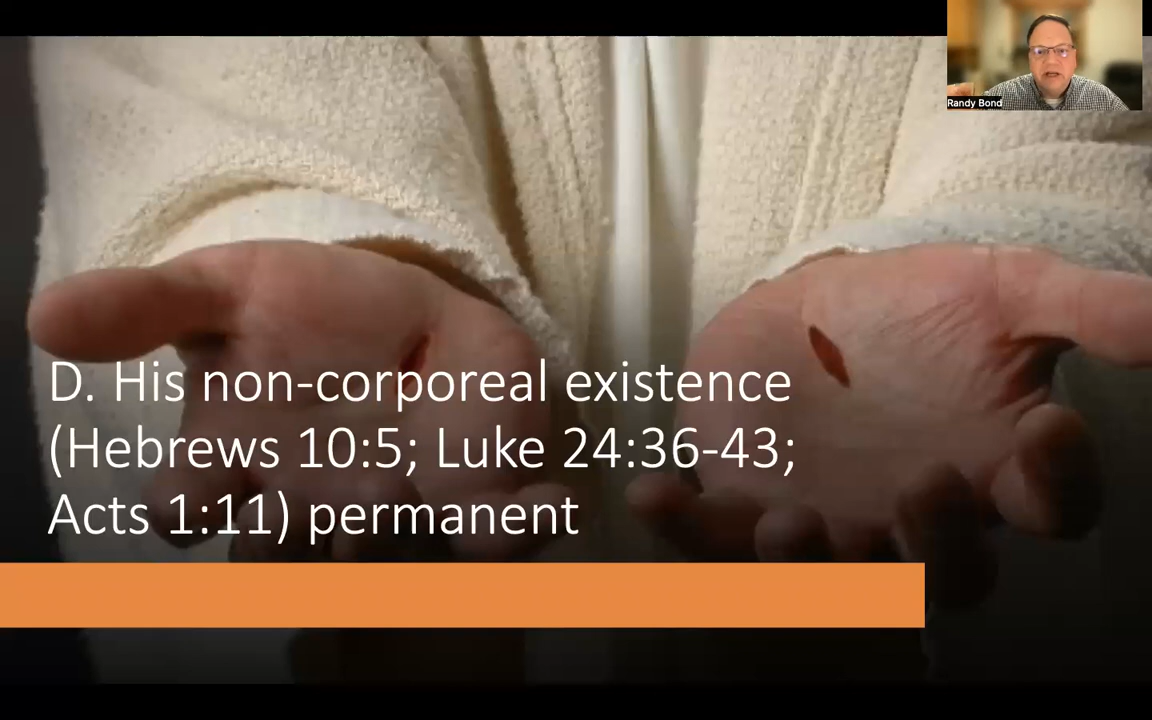 Randy Bond
D. His non-corporeal existence
(Hebrews 10:5; Luke 24:36-43;
Acts 1:11) permanent